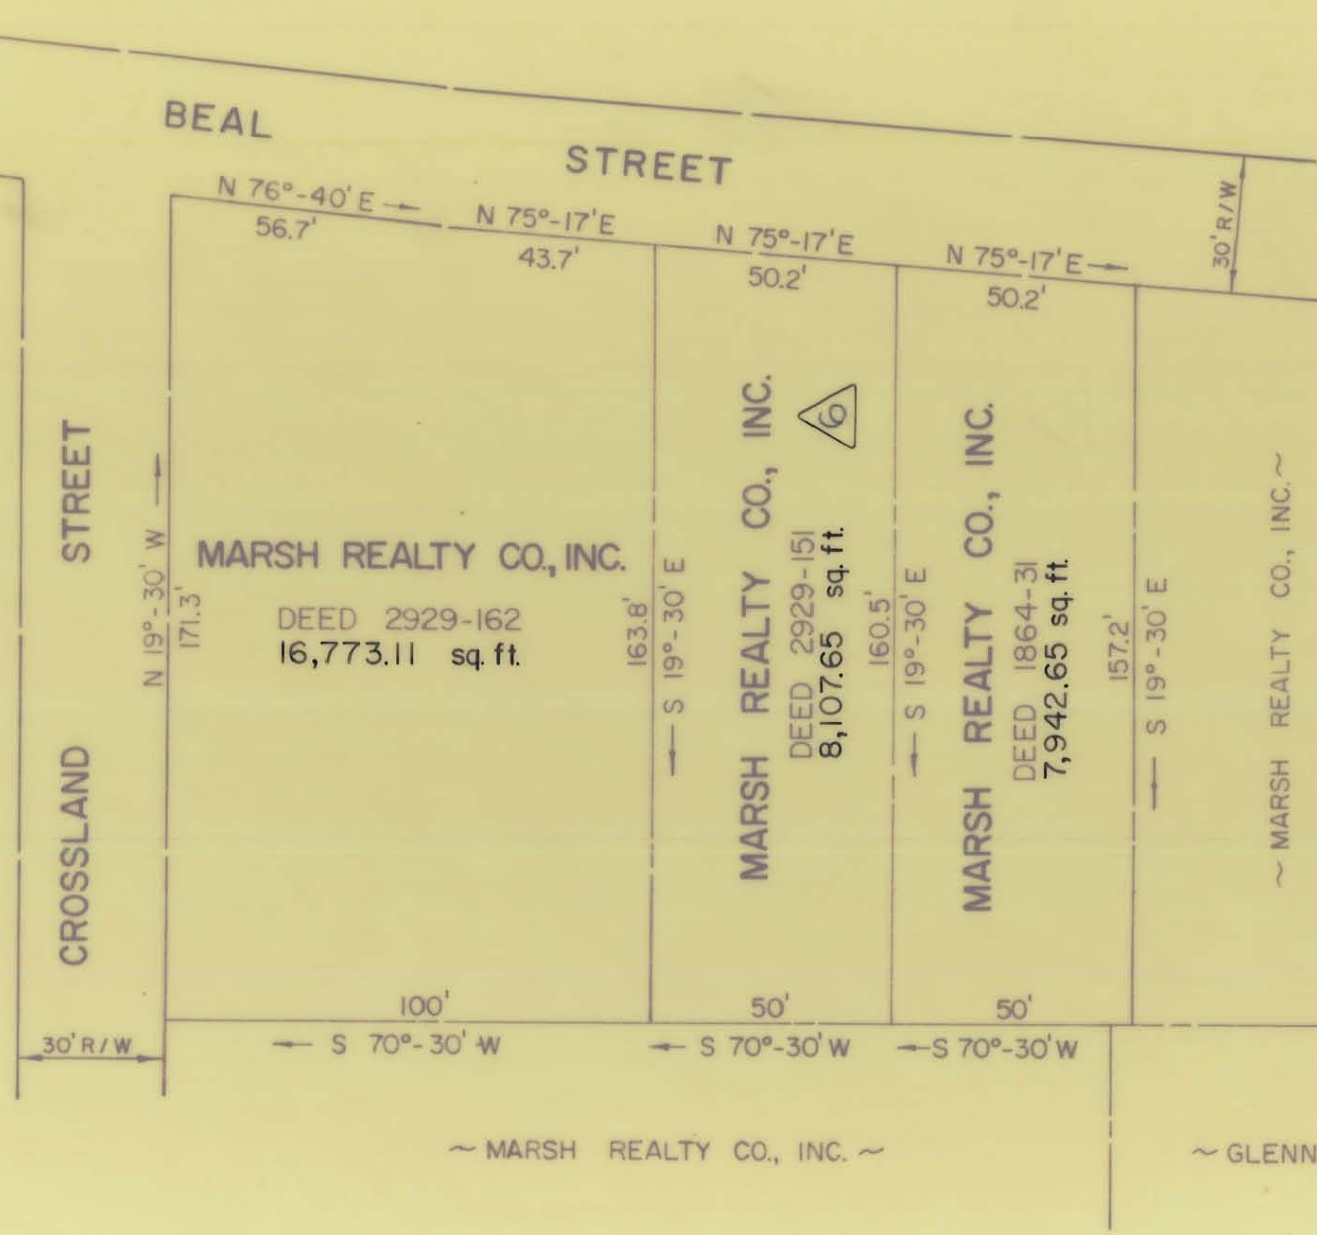 BEAL STREET
N 76°-40' E
56.7'
N 75°-17' E
43.7'
N 75°-17' E
50.2'
N 75°-17' E
50.2'
30' R/W
CROSSLAND STREET
N 19°-30' W
171.3'
MARSH REALTY CO., INC.
DEED 2929-162
16,773.11 sq. ft.
163.8'
S 19°-30' E
MARSH REALTY CO., INC.
6
DEED 2929-151
8,107.65 sq. ft.
160.5'
S 19°-30' E
MARSH REALTY CO., INC.
DEED 1864-31
7,942.65 sq. ft.
157.2'
S 19°-30' E
~ MARSH REALTY CO., INC. ~
100'
50'
50'
30' R/W
S 70°-30' W
S 70°-30' W
S 70°-30' W
~ MARSH REALTY CO., INC. ~
~ GLENN